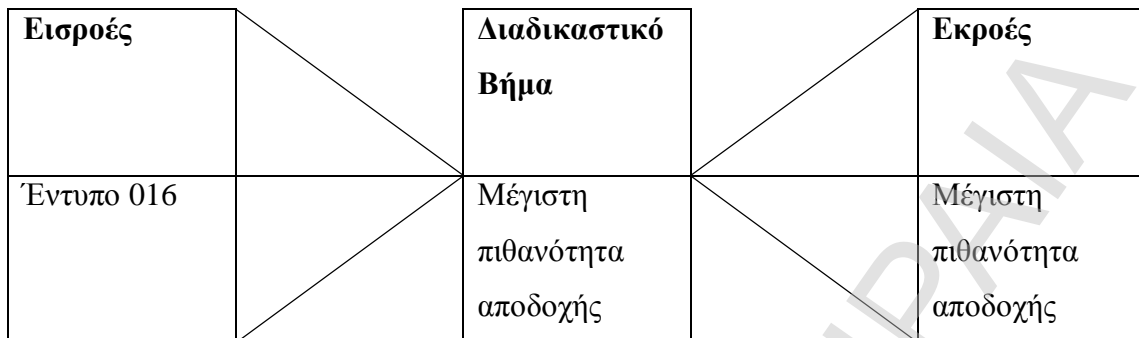 Εισροές
Διαδικαστικό
Βήμα
Εκροές
Έντυπο 016
Μέγιστη
πιθανότητα
αποδοχής
Μέγιστη
πιθανότητα
αποδοχής